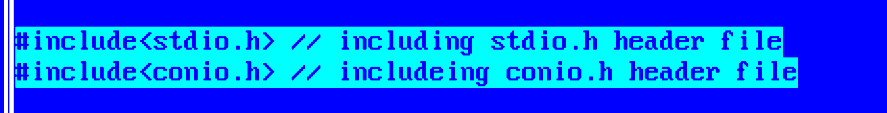 #include<stdio.h> // including stdio.h header file
#include<conio.h> // includeing conio.h header file